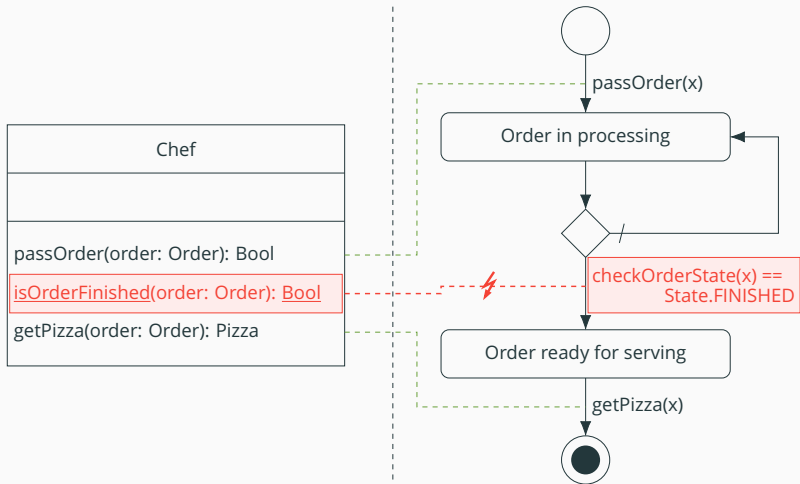 Chef
passOrder(order: Order): Bool
isOrderFinished(order: Order): Bool
getPizza(order: Order): Pizza
passOrder(x)
Order in processing
checkOrderState(x) ==
State.FINISHED
Order ready for serving
getPizza(x)